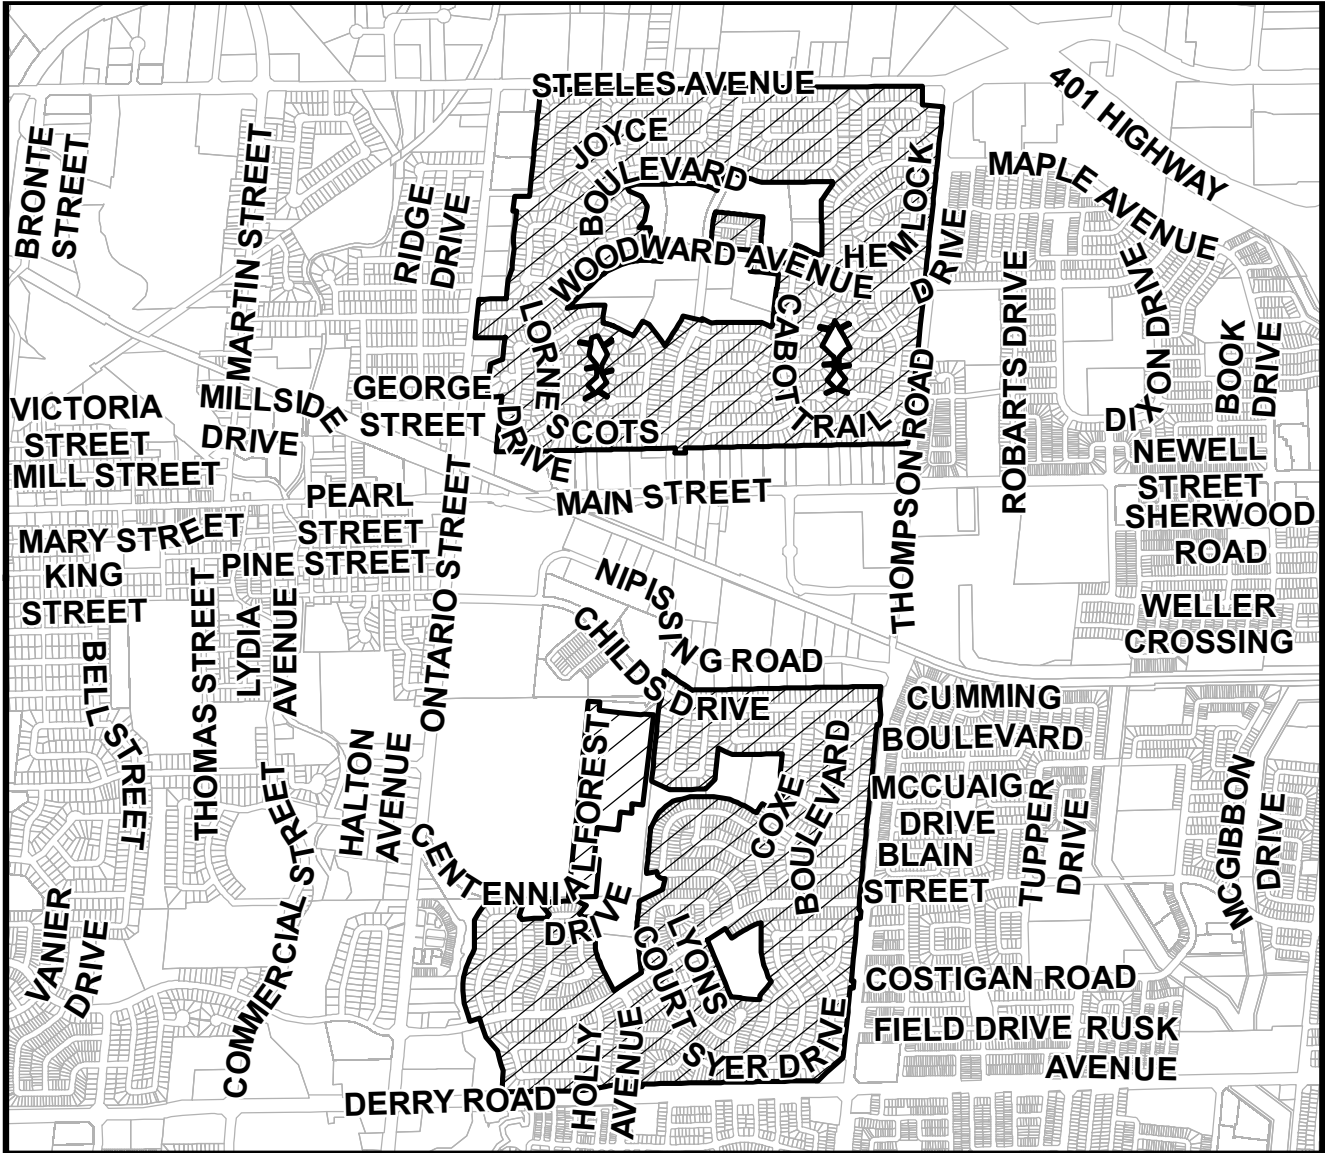 STEELES AVENUE
401 HIGHWAY
BRONTE
STREET
MARTIN STREET
RIDGE
DRIVE
JOYCE
BOULEVARD
HEMLOCK
DRIVE
MAPLE AVENUE
WOODWARD AVENUE
LORNE SCOTS
DRIVE
CABOT TRAIL
ROBARTS DRIVE
DIXON DRIVE
DIXON
BOOK
DRIVE
VICTORIA
STREET
MILLSIDE
DRIVE
GEORGE
STREET
MILL STREET
MAIN STREET
NEWELL
STREET
PEARL
STREET
SHERWOOD
ROAD
MARY STREET
PINE STREET
KING
STREET
THOMAS STREET
LYDIA
AVENUE
ONTARIO STREET
NIPISSING ROAD
CHILDS DRIVE
THOMPSON ROAD
WELLER
CROSSING
BELL STREET
CUMMING
BOULEVARD
MCCUAIG
DRIVE
BLAIN
STREET
TUPPER
DRIVE
MCGIBBON
DRIVE
HALTON
AVENUE
COMMERCIAL STREET
CENTENNIAL
DRIVE
WILLFOREST
COXE
BOULEVARD
VANIER
DRIVE
LYONS
COURT
COSTIGAN ROAD
FIELD DRIVE RUSK
AVENUE
HOLLY
AVENUE
SYER DRIVE
DERRY ROAD